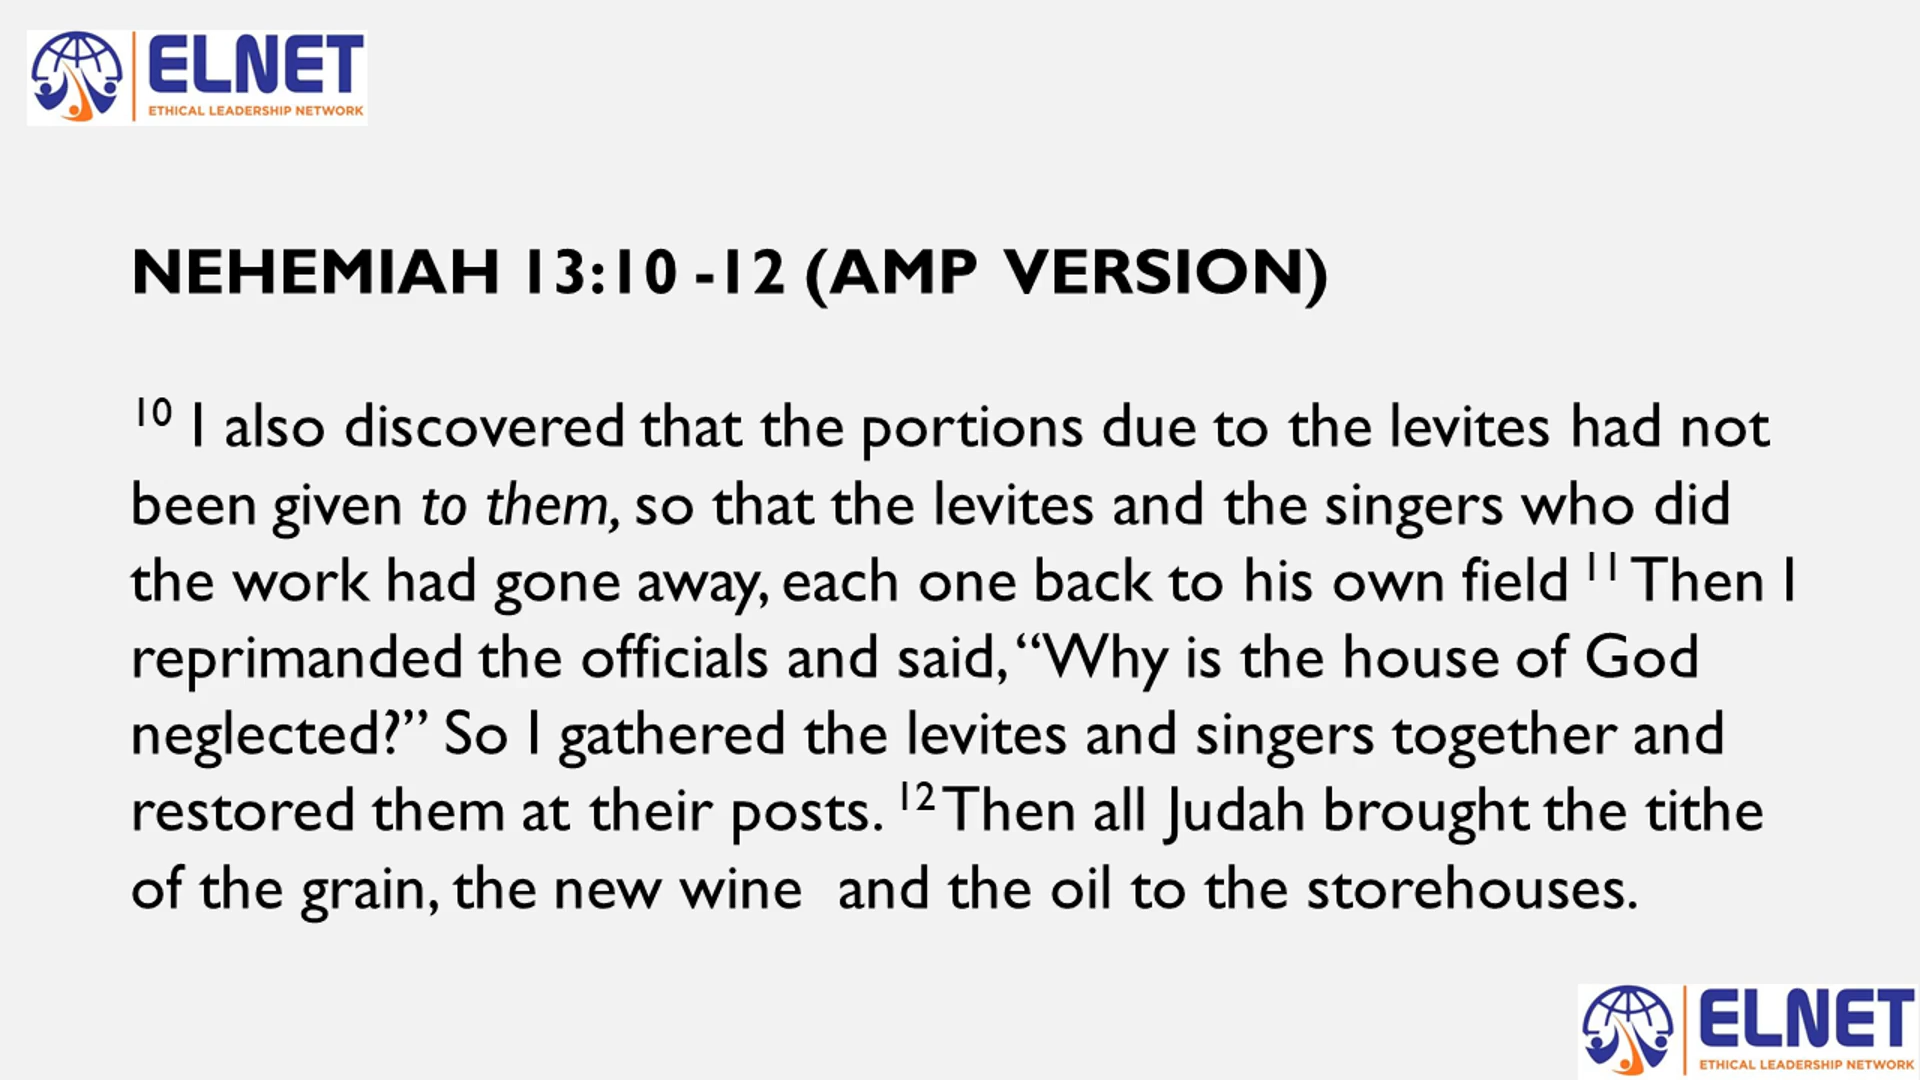 ELNET
ETHICAL LEADERSHIP NETWORK
NEHEMIAH 13:10 -12 (AMP VERSION)
10 I also discovered that the portions due to the levites had not
been given to them, so that the levites and the singers who did
the work had gone away, each one back to his own field 11 Then I
reprimanded the officials and said, “Why is the house of God
neglected?” So I gathered the levites and singers together and
restored them at their posts. 12 Then all Judah brought the tithe
of the grain, the new wine  and the oil to the storehouses.
ELNET
ETHICAL LEADERSHIP NETWORK